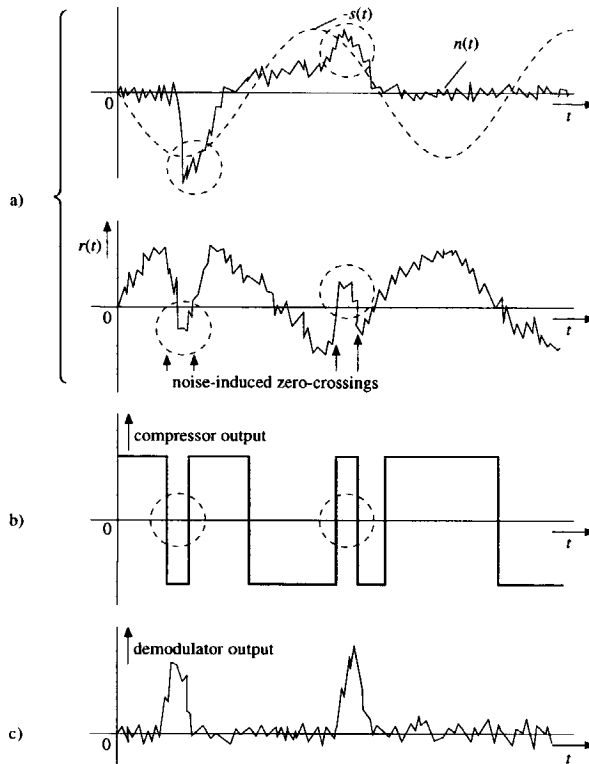 -s(t)
n(t)
0
t
a)
r(t)
0
t
noise-induced zero-crossings
compressor output
b)
0
t
demodulator output
c)
0
t